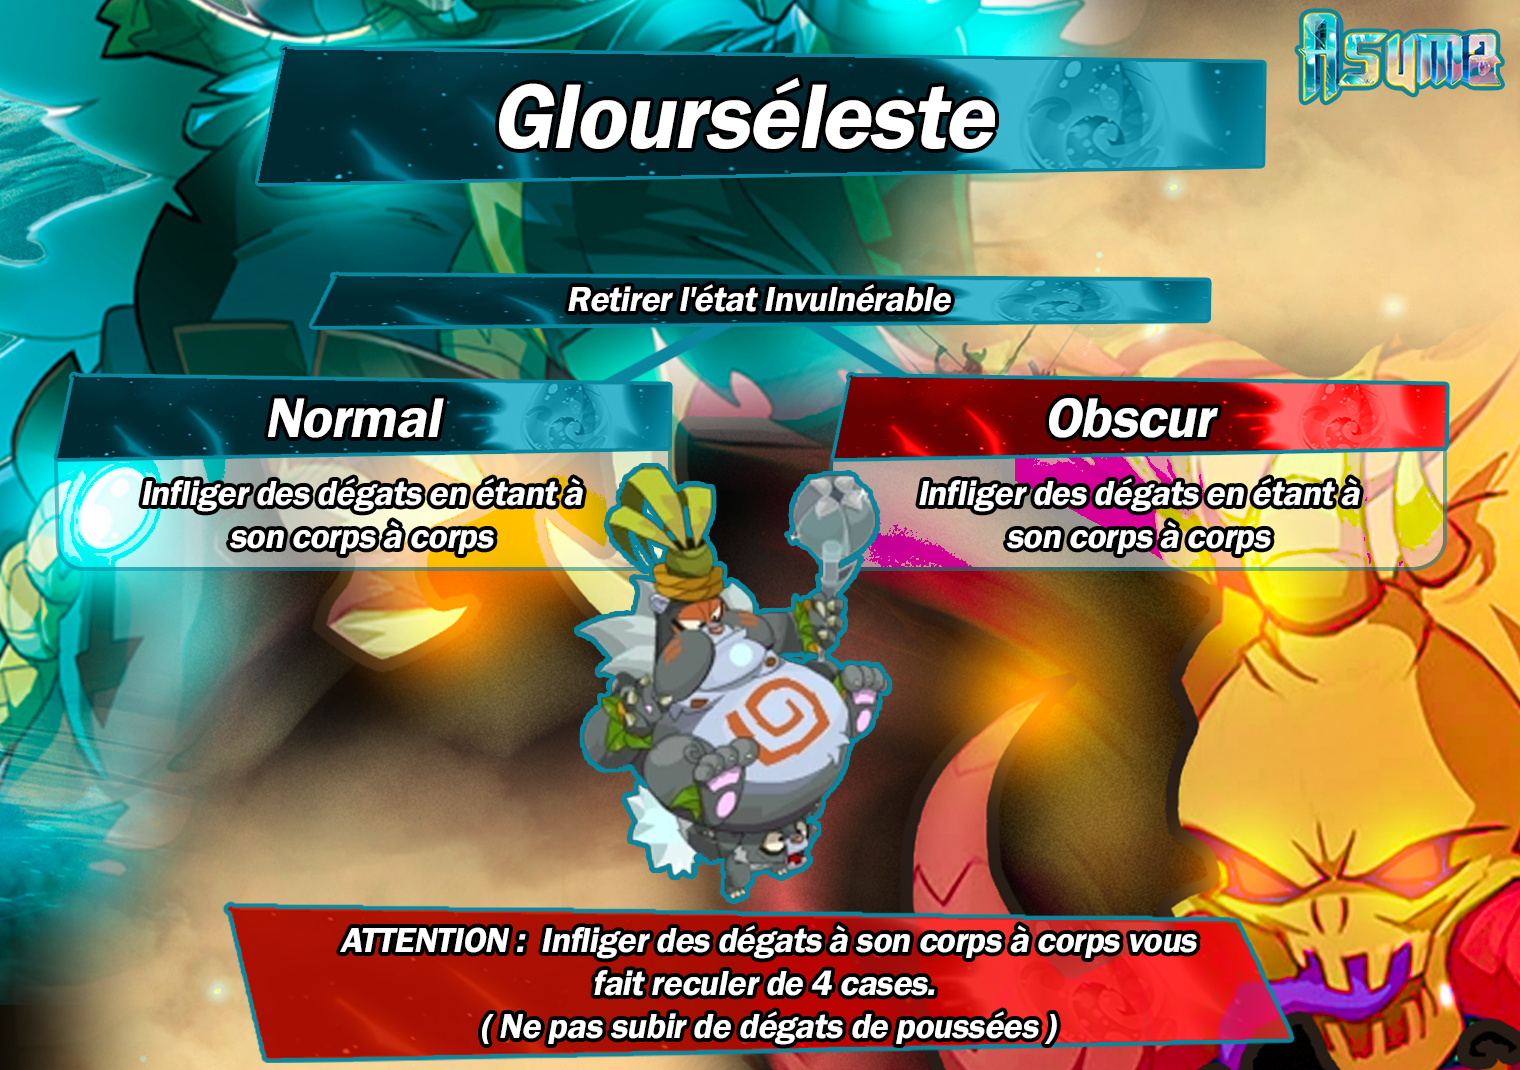 Asuma
Glourséleste
Retirer l'état Invulnérable
Normal
Obscur
Infliger des dégats en étant à
son corps à corps
Infliger des dégats en étant à
son corps à corps
ATTENTION : Infliger des dégats à son corps à corps vous
fait reculer de 4 cases.
( Ne pas subir de dégats de poussées )